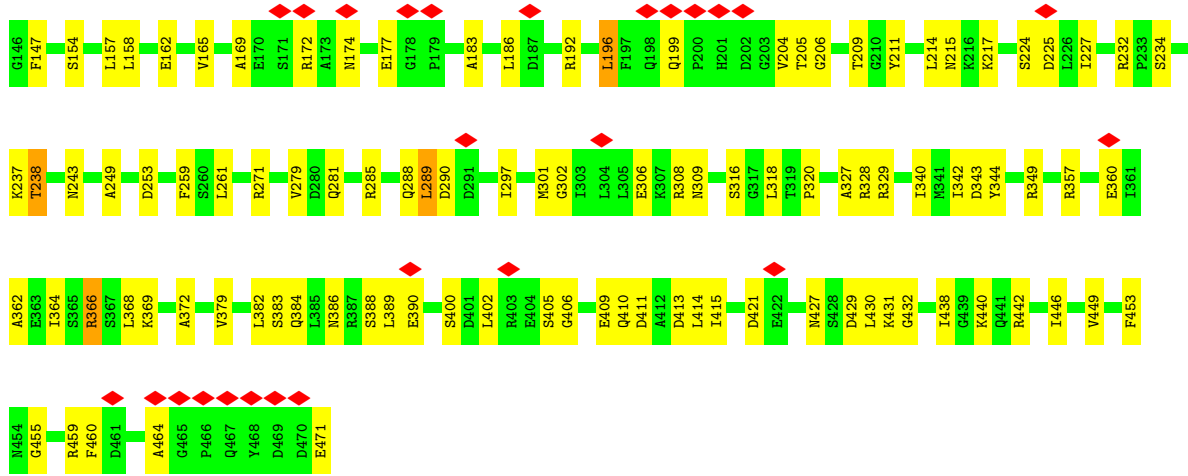 G146 F147 S154 L157 L158 E162 V165 A169 E170 S171 R172 A173 N174 E177 G178 P179 A183 L186 D187 R192 L196 F197 Q198 Q199 P200 H201 D202 G203 V204 T205 G206 T209 G210 Y211 L214 N215 K216 K217 S224 D225 L226 I227 R232 P233 S234
K237 T238 N243 A249 D253 F259 S260 L261 R271 V279 D280 Q281 R285 Q288 L289 D290 D291 I297 M301 G302 I303 L304 L305 E306 K307 R308 N309 S316 G317 L318 T319 P320 A327 R328 R329 I340 M341 I342 D343 Y344 R349 R357 E360 I361
A362 E363 I364 S365 R366 S367 L368 K369 A372 V379 L382 S383 Q384 L385 N386 R387 S388 L389 E390 S400 D401 L402 R403 E404 S405 G406 E409 Q410 D411 A412 D413 L414 I415 D421 E422 N427 S428 D429 L430 K431 G432 I438 G439 K440 Q441 R442 I446 V449 F453
N454 G455 R459 F460 D461 A464 G465 P466 Q467 Y468 D469 D470 E471